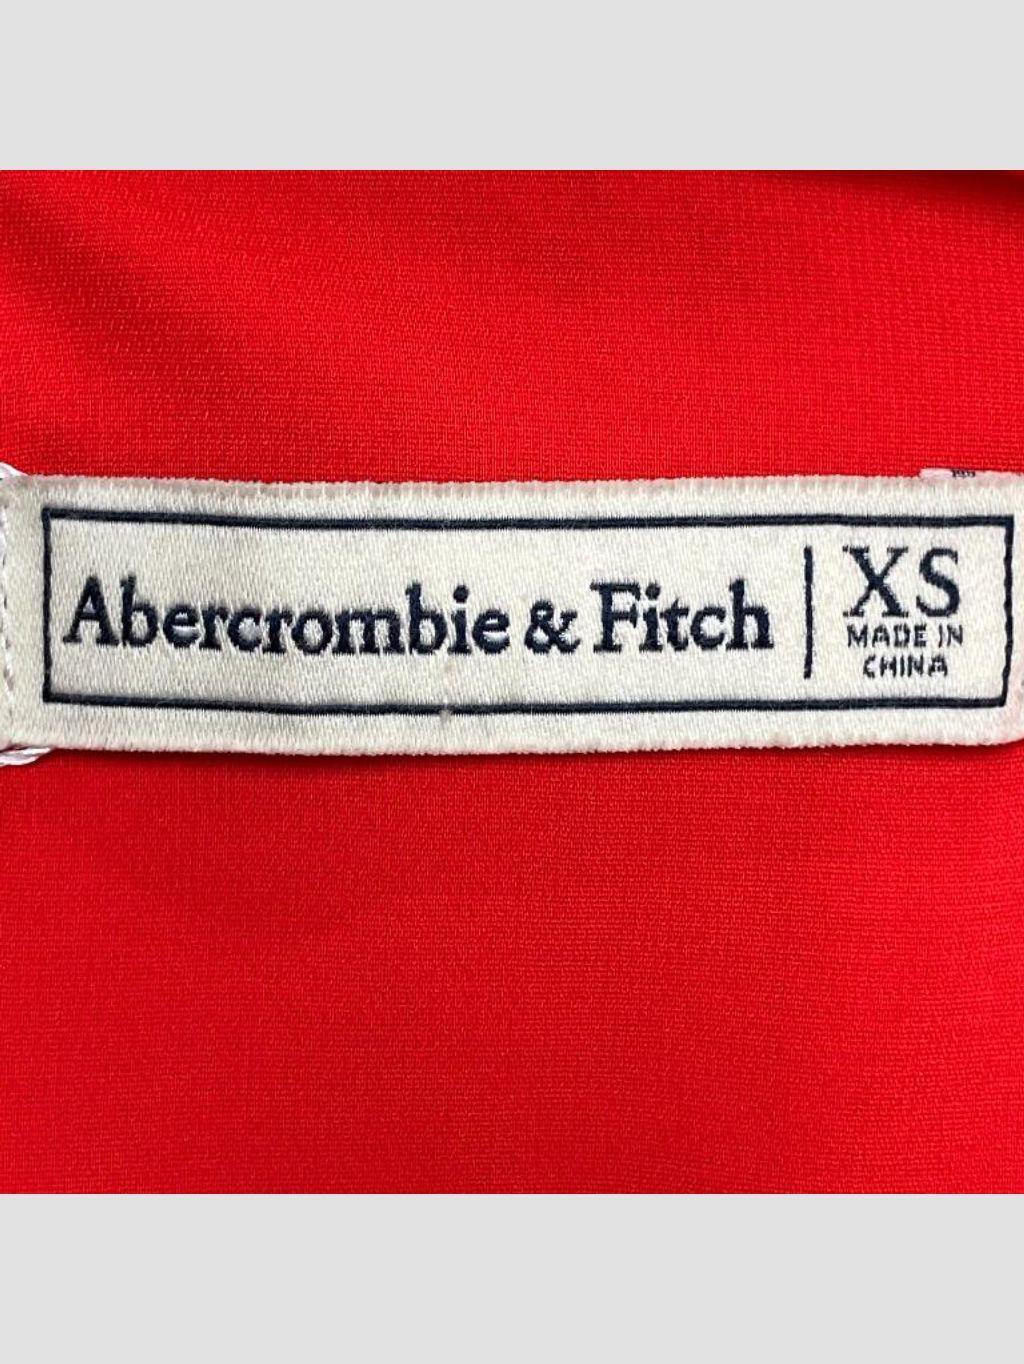 Abercrombie & Fitch
XS
MADE IN
CHINA